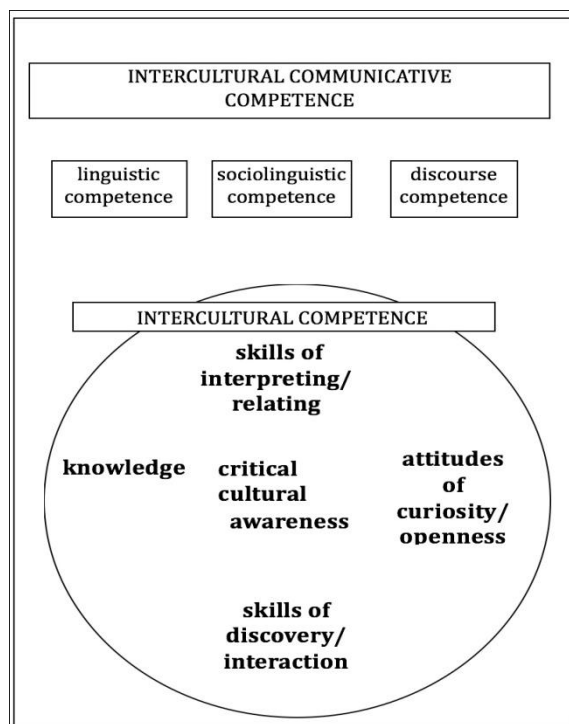 INTERCULTURAL COMMUNICATIVE
COMPETENCE
linguistic
competence
sociolinguistic
competence
discourse
competence
INTERCULTURAL COMPETENCE
skills of
interpreting/
relating
knowledge
critical
cultural
awareness
attitudes
of
curiosity/
openness
skills of
discovery/
interaction